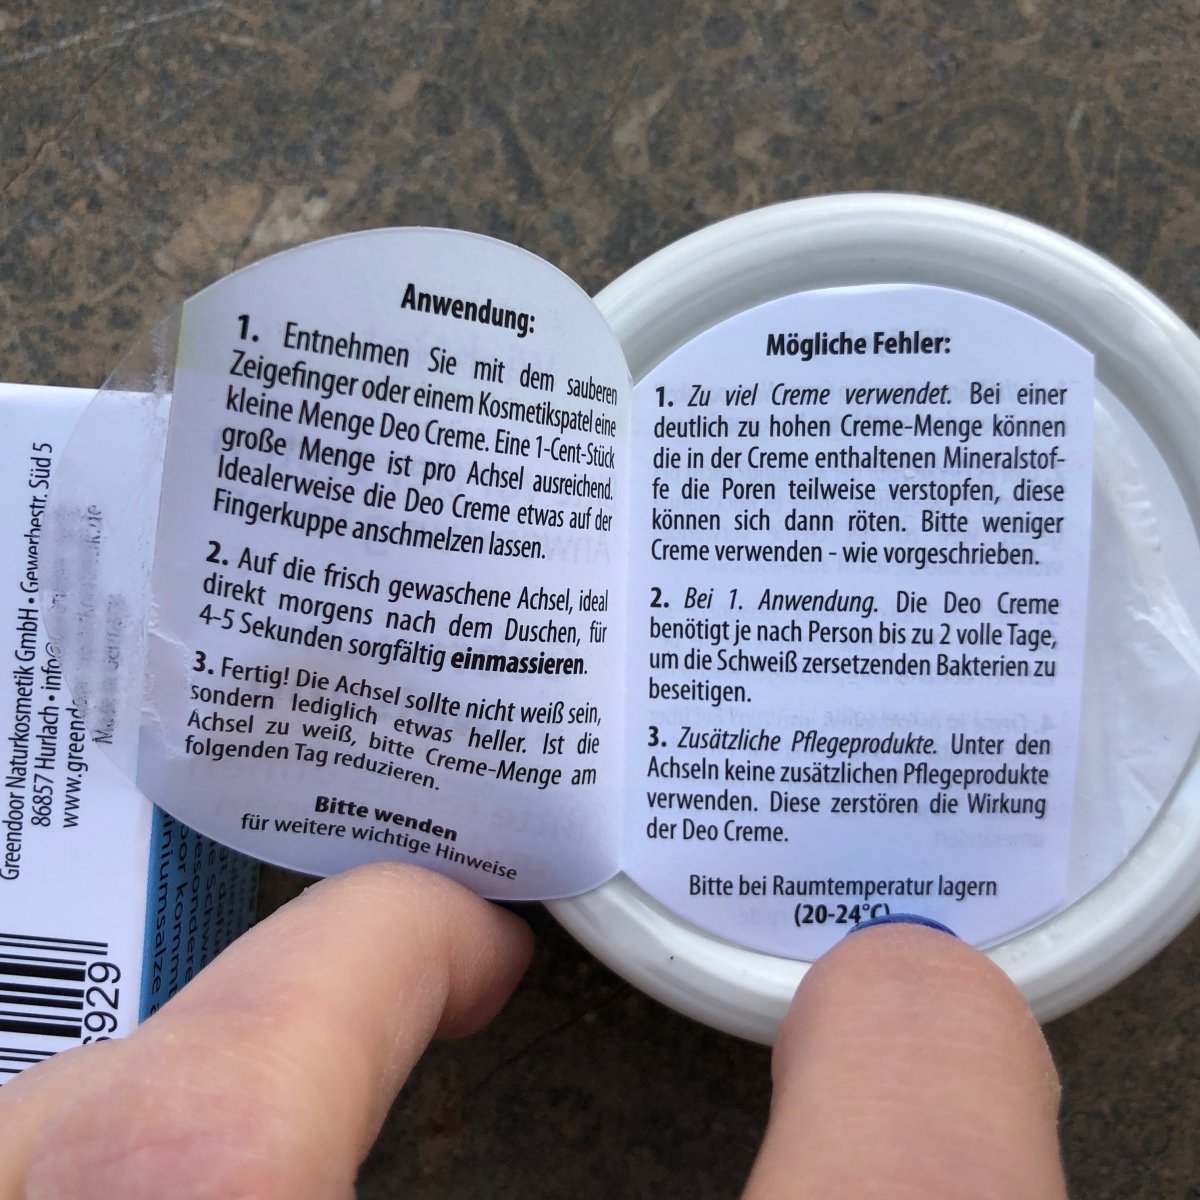 Anwendung:
1. Entnehmen Sie mit dem sauberen
Zeigefinger oder einem Kosmetikspatel eine
kleine Menge Deo Creme. Eine 1-Cent-Stück
große Menge ist pro Achsel ausreichend.
Idealerweise die Deo Creme etwas auf der
Fingerkuppe anschmelzen lassen.
2. Auf die frisch gewaschene Achsel, ideal
direkt morgens nach dem Duschen, für
4-5 Sekunden sorgfältig einmassieren.
3. Fertig! Die Achsel sollte nicht weiß sein,
sondern lediglich etwas heller. Ist die
Achsel zu weiß, bitte Creme-Menge am
folgenden Tag reduzieren.
Bitte wenden
für weitere wichtige Hinweise
Mögliche Fehler:
1. Zu viel Creme verwendet. Bei einer
deutlich zu hohen Creme-Menge können
die in der Creme enthaltenen Mineralstof-
fe die Poren teilweise verstopfen, diese
können sich dann röten. Bitte weniger
Creme verwenden - wie vorgeschrieben.
2. Bei 1. Anwendung. Die Deo Creme
benötigt je nach Person bis zu 2 volle Tage,
um die Schweiß zersetzenden Bakterien zu
beseitigen.
3. Zusätzliche Pflegeprodukte. Unter den
Achseln keine zusätzlichen Pflegeprodukte
verwenden. Diese zerstören die Wirkung
der Deo Creme.
Bitte bei Raumtemperatur lagern
(20-24°C)
Greendoor Naturkosmetik GmbH • Gewerbestr. Süd 5
86857 Hurlach • info@
www.greend
6929